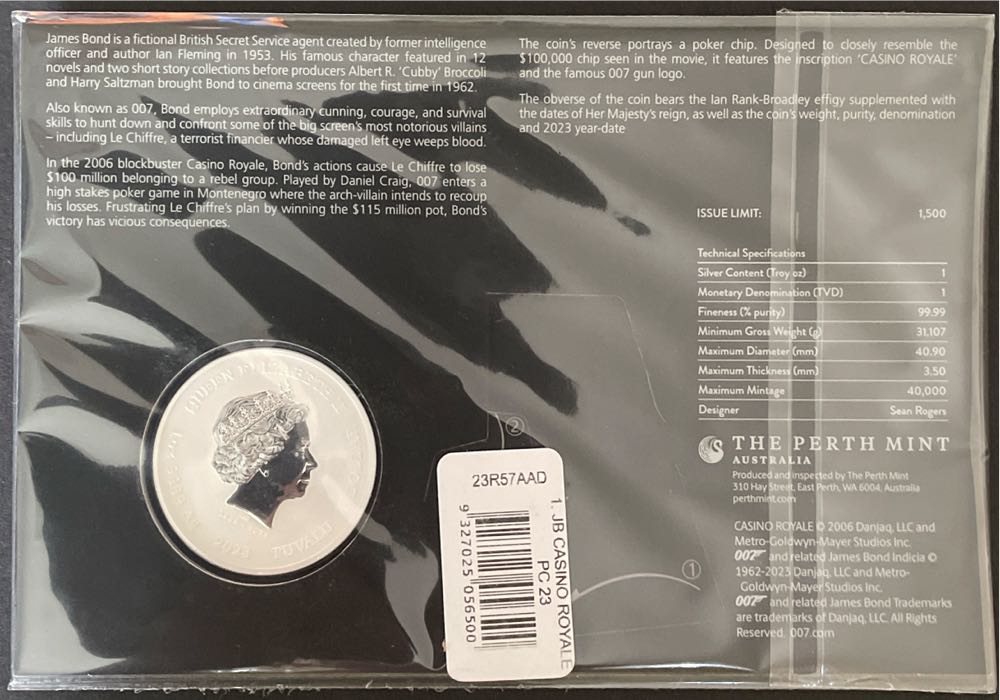 James Bond is a fictional British Secret Service agent created by former intelligence
officer and author Ian Fleming in 1953. His famous character featured in 12
novels and two short story collections before producers Albert R. 'Cubby' Broccoli
and Harry Saltzman brought Bond to cinema screens for the first time in 1962.
Also known as 007, Bond employs extraordinary cunning, courage, and survival
skills to hunt down and confront some of the big screen's most notorious villains
– including Le Chiffre, a terrorist financier whose damaged left eye weeps blood.
In the 2006 blockbuster Casino Royale, Bond's actions cause Le Chiffre to lose
$100 million belonging to a rebel group. Played by Daniel Craig, 007 enters a
high stakes poker game in Montenegro where the arch-villain intends to recoup
his losses. Frustrating Le Chiffre's plan by winning the $115 million pot, Bond's
victory has vicious consequences.
The coin's reverse portrays a poker chip. Designed to closely resemble the
$100,000 chip seen in the movie, it features the inscription 'CASINO ROYALE'
and the famous 007 gun logo.
The obverse of the coin bears the Ian Rank-Broadley effigy supplemented with
the dates of Her Majesty's reign, as well as the coin's weight, purity, denomination
and 2023 year-date
ISSUE LIMIT: 1,500
Technical Specifications
Silver Content (Troy oz) 1
Monetary Denomination (TVD) 1
Fineness (% purity) 99.99
Minimum Gross Weight (g) 31.107
Maximum Diameter (mm) 40.90
Maximum Thickness (mm) 3.50
Maximum Mintage 40,000
Designer Sean Rogers
THE PERTH MINT
AUSTRALIA
Produced and inspected by The Perth Mint
310 Hay Street, East Perth, WA 6004, Australia
perthmint.com
CASINO ROYALE © 2006 Danjaq, LLC and
Metro-Goldwyn-Mayer Studios Inc.
007 and related James Bond Indicia ©
1962-2023 Danjaq, LLC and Metro-
Goldwyn-Mayer Studios Inc.
007 and related James Bond Trademarks
are trademarks of Danjaq, LLC. All Rights
Reserved. 007.com
2023
TUVALU
②
①
23R57AAD
1. JB CASINO ROYALE
PC 23
9 327025 056500